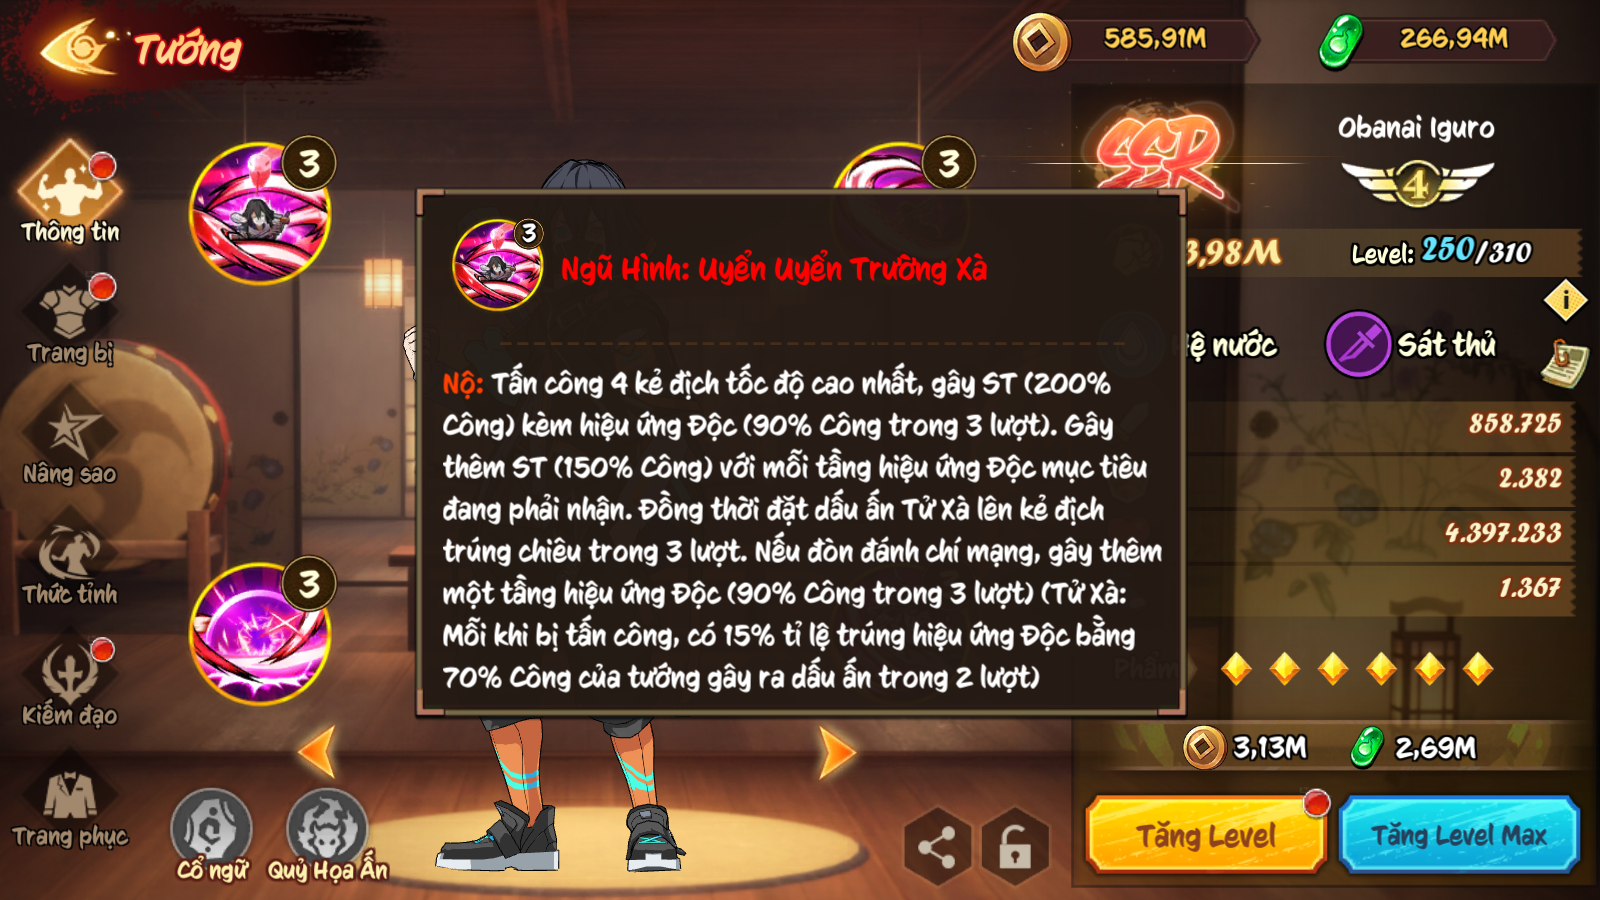 Tướng
585,91M
266,94M
Thông tin
Trang bị
Nâng sao
Thức tỉnh
Kiếm đạo
Trang phục
3
3
3
Cổ ngữ
Quỷ Họa Ấn
3
Ngũ Hình: Uyển Uyển Trường Xà
Nộ: Tấn công 4 kẻ địch tốc độ cao nhất, gây ST (200%
Công) kèm hiệu ứng Độc (90% Công trong 3 lượt). Gây
thêm ST (150% Công) với mỗi tầng hiệu ứng Độc mục tiêu
đang phải nhận. Đồng thời đặt dấu ấn Tử Xà lên kẻ địch
trúng chiêu trong 3 lượt. Nếu đòn đánh chí mạng, gây thêm
một tầng hiệu ứng Độc (90% Công trong 3 lượt) (Tử Xà:
Mỗi khi bị tấn công, có 15% tỉ lệ trúng hiệu ứng Độc bằng
70% Công của tướng gây ra dấu ấn trong 2 lượt)
SSR
Obanai Iguro
4
3,98M
Level: 250/310
ệ nước
Sát thủ
858.725
2.382
4.397.233
1.367
Phẩm
3,13M
2,69M
Tăng Level
Tăng Level Max